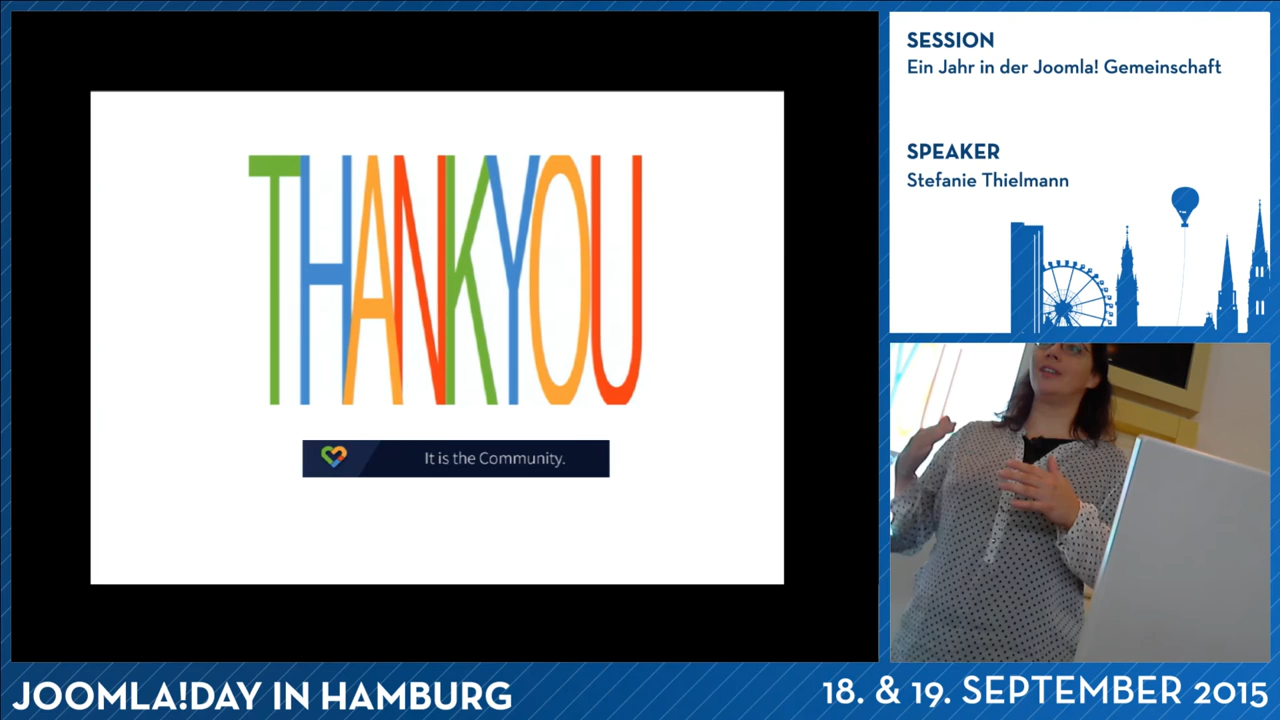 THANKYOU
It is the Community.
SESSION
Ein Jahr in der Joomla! Gemeinschaft
SPEAKER
Stefanie Thielmann
JOOMLA!DAY IN HAMBURG
18. & 19. SEPTEMBER 2015